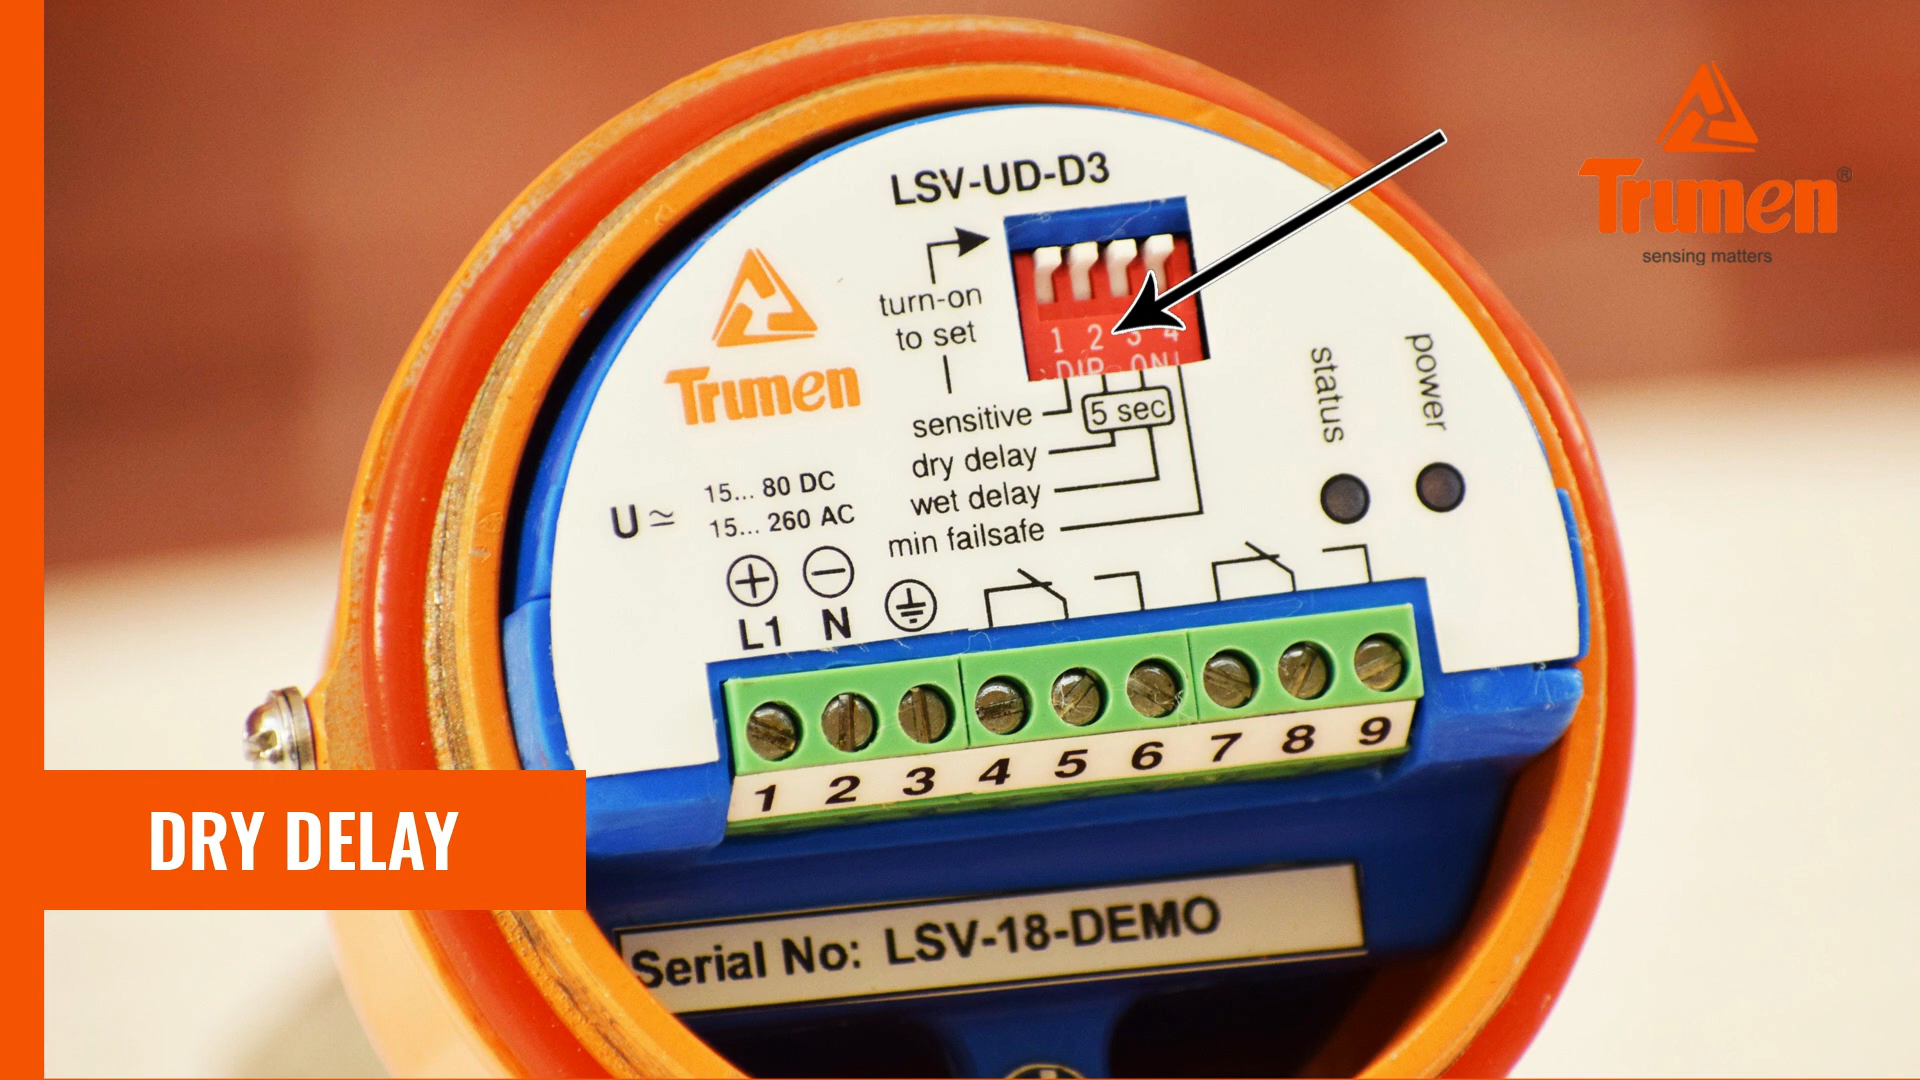 LSV-UD-D3
Trumen®
sensing matters
turn-on
to set
1 2 3 4
DIP ON
Trumen
sensitive
5 sec
dry delay
wet delay
min failsafe
status
power
U ≃
15... 80 DC
15... 260 AC
L1 N
1 2 3 4 5 6 7 8 9
DRY DELAY
Serial No: LSV-18-DEMO